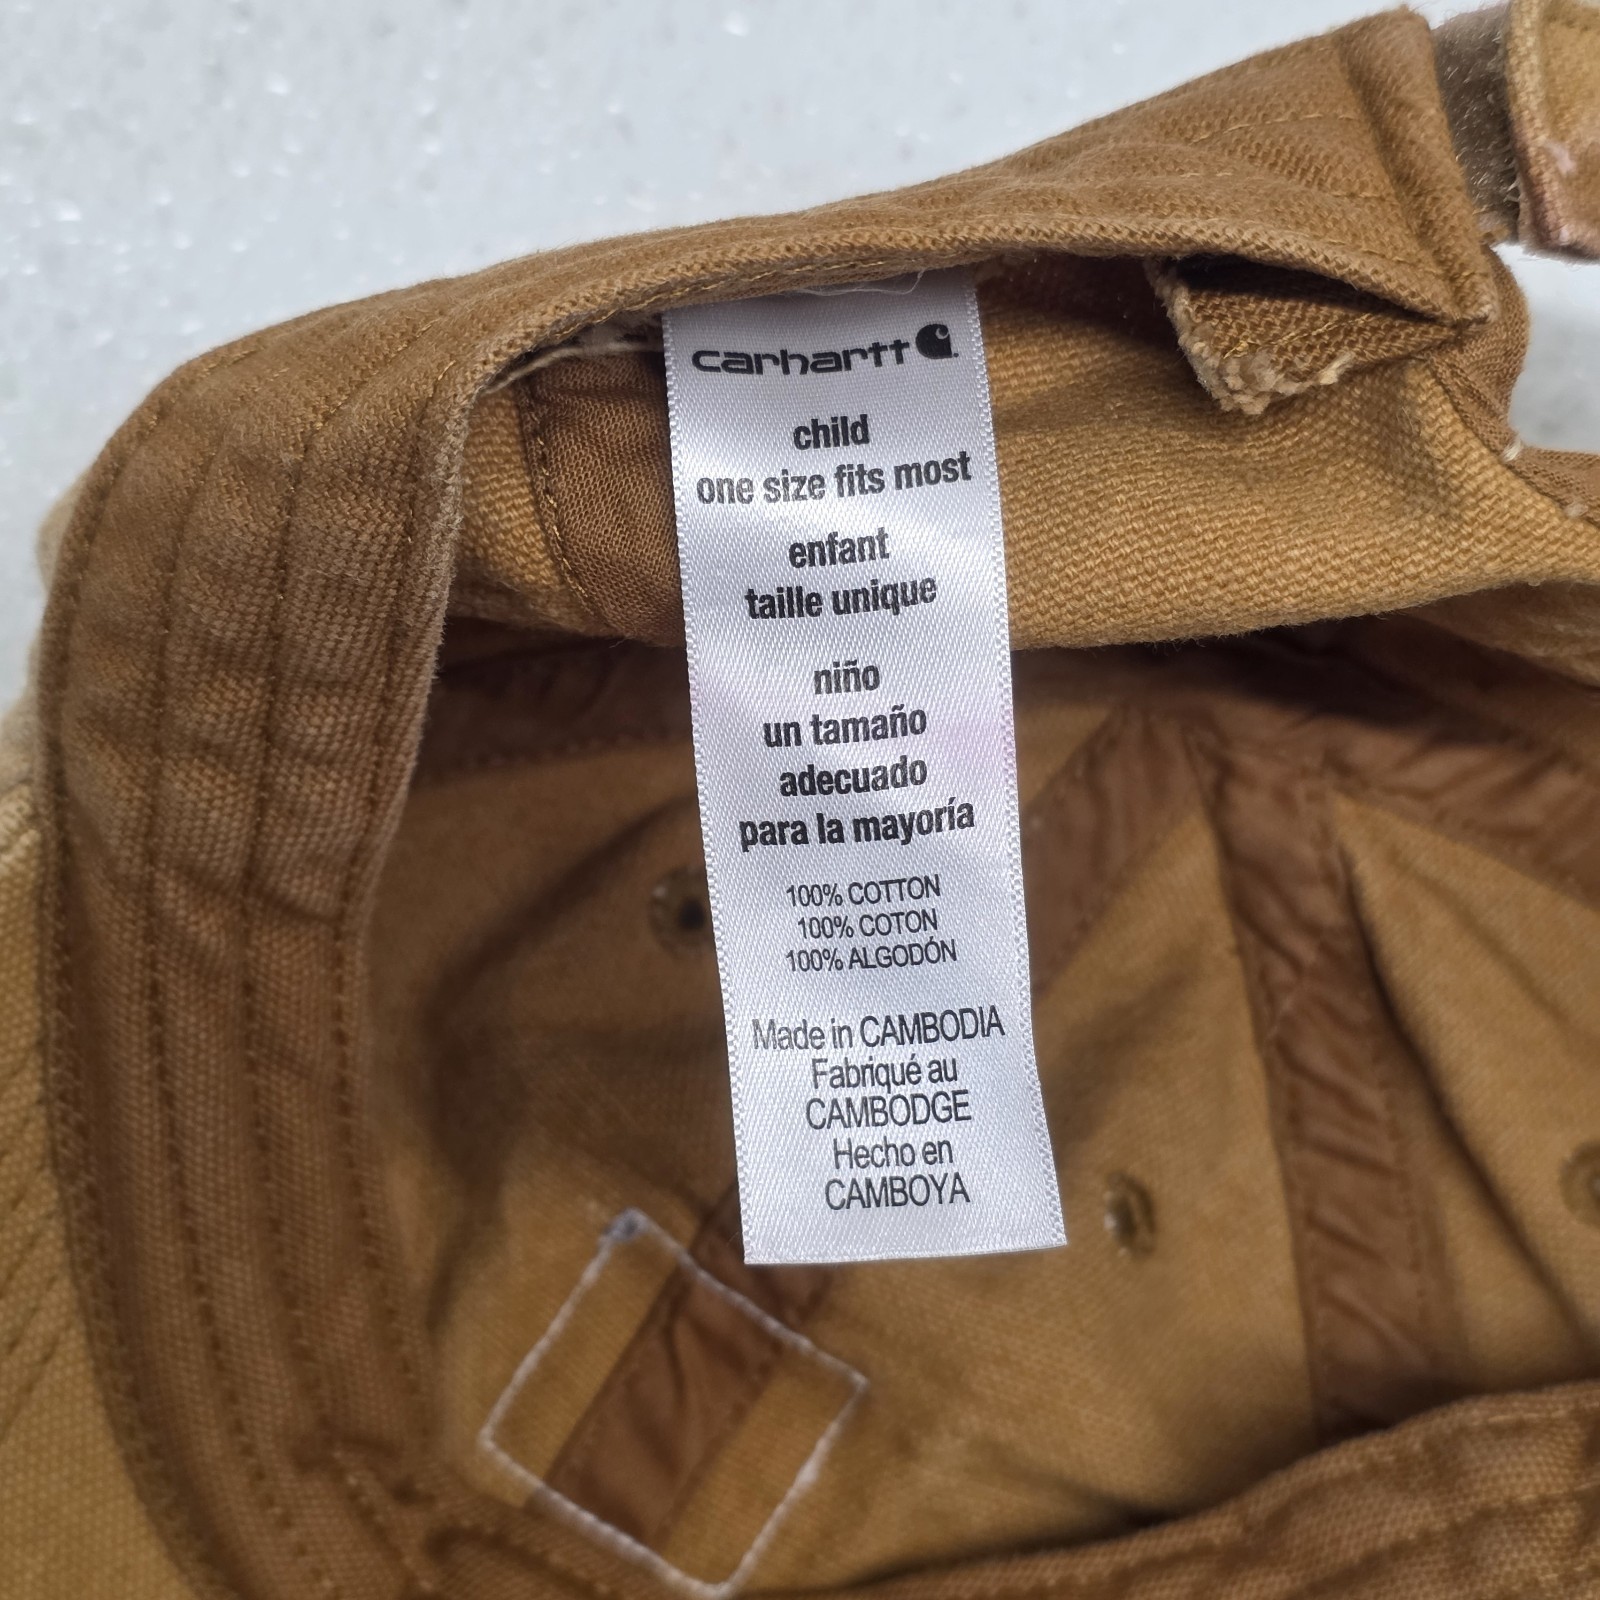 carhartt
child
one size fits most
enfant
taille unique
niño
un tamaño
adecuado
para la mayoría
100% COTTON
100% COTON
100% ALGODÓN
Made in CAMBODIA
Fabriqué au
CAMBODGE
Hecho en
CAMBOYA